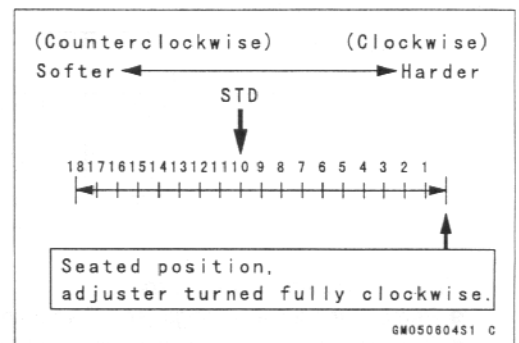 (Counterclockwise) (Clockwise)
Softer Harder
STD
18 17 16 15 14 13 12 11 10 9 8 7 6 5 4 3 2 1
Seated position,
adjuster turned fully clockwise.
GM050604S1 C